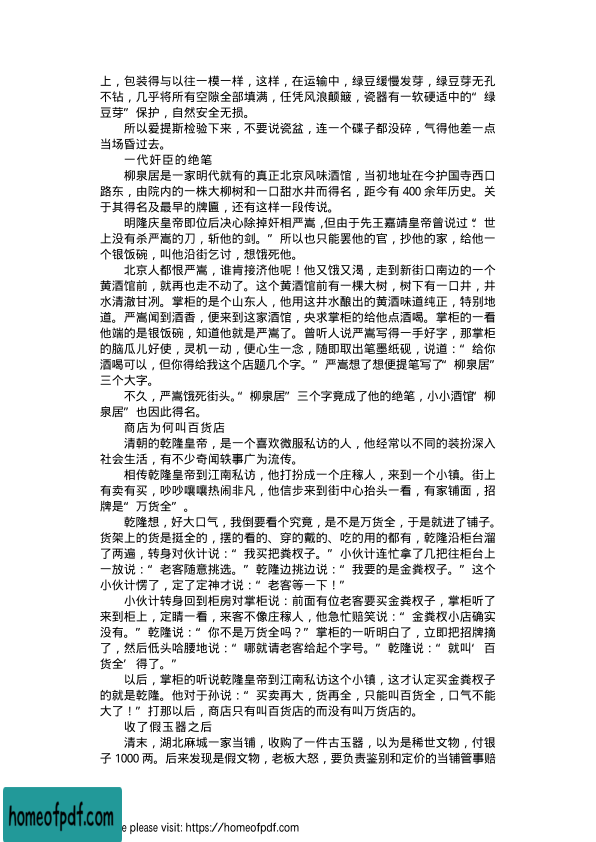 上，包装得与以往一模一样，这样，在运输中，绿豆缓慢发芽，绿豆芽无孔
不钻，几乎将所有空隙全部填满，任凭风浪颠簸，瓷器有一软硬适中的“绿
豆芽”保护，自然安全无损。
所以爱提斯检验下来，不要说瓷盆，连一个碟子都没碎，气得他差一点
当场昏过去。
一代奸臣的绝笔
柳泉居是一家明代就有的真正北京风味酒馆，当初地址在今护国寺西口
路东，由院内的一株大柳树和一口甜水井而得名，距今有 400 余年历史。关
于其得名及最早的牌匾，还有这样一段传说。
明隆庆皇帝即位后决心除掉奸相严嵩，但由于先王嘉靖皇帝曾说过：“世
上没有杀严嵩的刀，斩他的剑。”所以也只能罢他的官，抄他的家，给他一
个银饭碗，叫他沿街乞讨，想饿死他。
北京人都恨严嵩，谁肯接济他呢！他又饿又渴，走到新街口南边的一个
黄酒馆前，就再也走不动了。这个黄酒馆前有一棵大树，树下有一口井，井
水清澈甘冽。掌柜的是个山东人，他用这井水酿出的黄酒味道纯正，特别地
道。严嵩闻到酒香，便来到这家酒馆，央求掌柜的给他点酒喝。掌柜的一看
他端的是银饭碗，知道他就是严嵩了。曾听人说严嵩写得一手好字，那掌柜
的脑瓜儿好使，灵机一动，便心生一念，随即取出笔墨纸砚，说道：“给你
酒喝可以，但你得给我这个店题几个字。”严嵩想了想便提笔写了“柳泉居”
三个大字。
不久，严嵩饿死街头。“柳泉居”三个字竟成了他的绝笔，小小酒馆“柳
泉居”也因此得名。
商店为何叫百货店
清朝的乾隆皇帝，是一个喜欢微服私访的人，他经常以不同的装扮深入
社会生活，有不少奇闻轶事广为流传。
相传乾隆皇帝到江南私访，他打扮成一个庄稼人，来到一个小镇。街上
有卖有买，吵吵嚷嚷热闹非凡，他信步来到街中心抬头一看，有家铺面，招
牌是“万货全”。
乾隆想，好大口气，我倒要看个究竟，是不是万货全，于是就进了铺子。
货架上的货是挺全的，摆的看的、穿的戴的、吃的用的都有，乾隆沿柜台溜
了两遍，转身对伙计说：“我买把粪杈子。”小伙计连忙拿了几把往柜台上
一放说：“老客随意挑选。”乾隆边挑边说：“我要的是金粪杈子。”这个
小伙计愣了，定了定神才说：“老客等一下！”
小伙计转身回到柜房对掌柜说：前面有位老客要买金粪杈子，掌柜听了
来到柜上，定睛一看，来客不像庄稼人，他急忙赔笑说：“金粪杈小店确实
没有。”乾隆说：“你不是万货全吗？”掌柜的一听明白了，立即把招牌摘
了，然后低头哈腰地说：“哪就请老客给起个字号。”乾隆说：“就叫‘百
货全’得了。”
以后，掌柜的听说乾隆皇帝到江南私访这个小镇，这才认定买金粪杈子
的就是乾隆。他对于孙说：“买卖再大，货再全，只能叫百货全，口气不能
大了！”打那以后，商店只有叫百货店的而没有叫万货店的。
收了假玉器之后
清末，湖北麻城一家当铺，收购了一件古玉器，以为是稀世文物，付银
子 1000 两。后来发现是假文物，老板大怒，要负责鉴别和定价的当铺管事赔
homeofpdf.com
e please visit: https://homeofpdf.com